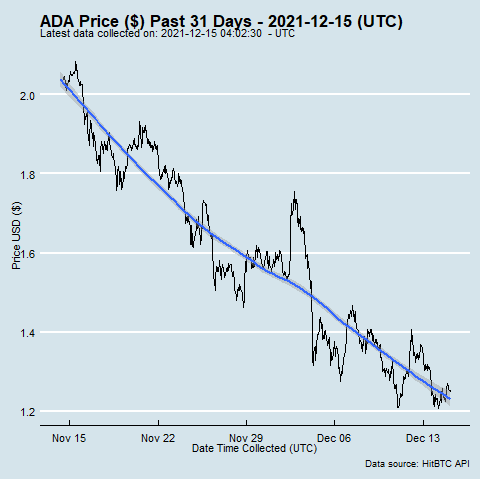 ADA Price ($) Past 31 Days - 2021-12-15 (UTC)
Latest data collected on: 2021-12-15 04:02:30 - UTC
2.0
1.8
1.6
1.4
1.2
Price USD ($)
Nov 15 Nov 22 Nov 29 Dec 06 Dec 13
Date Time Collected (UTC)
Data source: HitBTC API